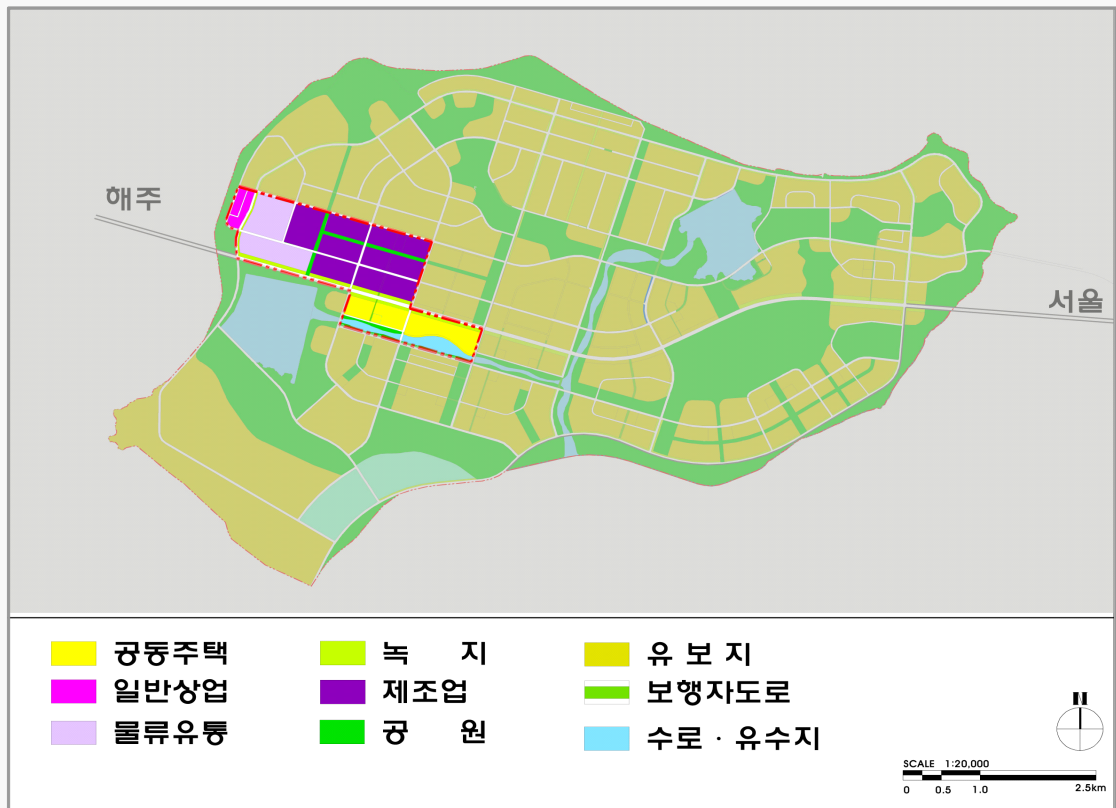 해주
서울
공동주택
녹 지
유 보 지
일반상업
제조업
보행자도로
물류유통
공 원
수로 · 유수지
N
SCALE 1:20,000
0 0.5 1.0 2.5km